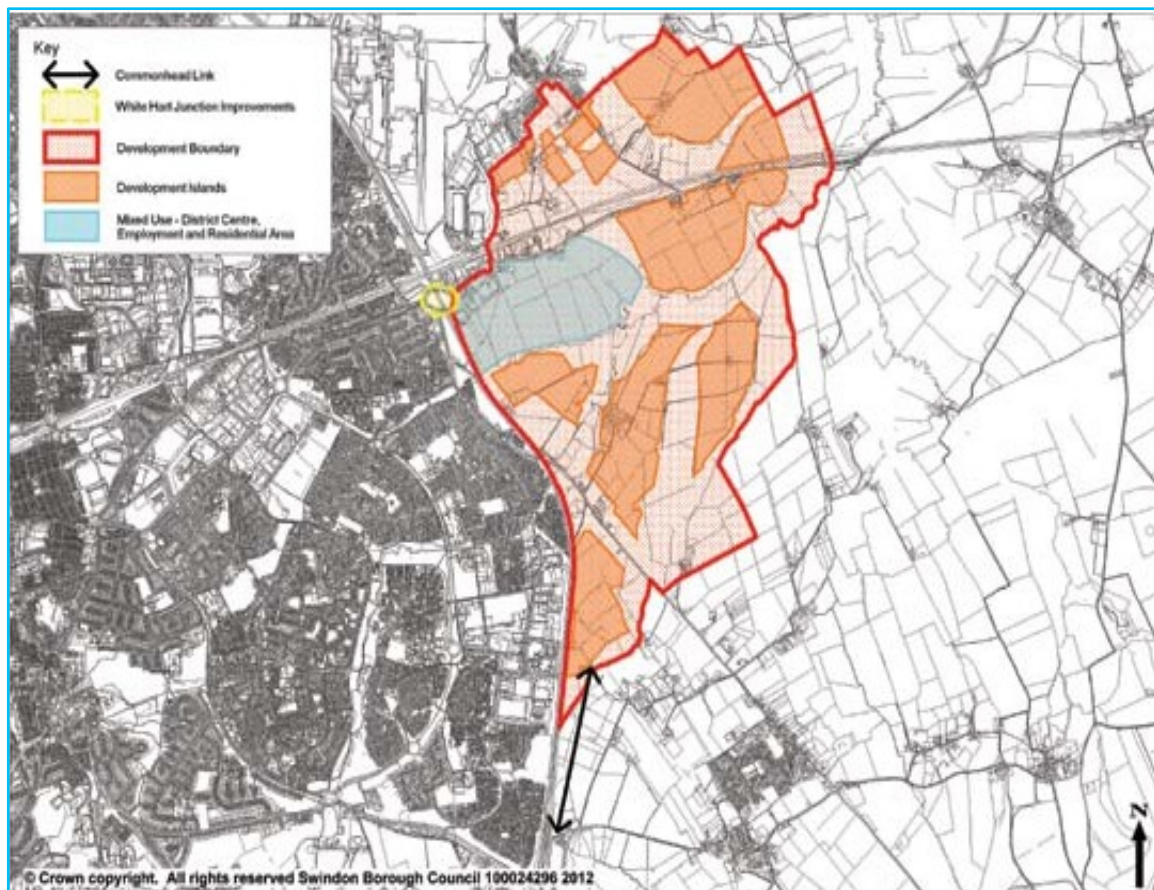 Key
Commonhead Link
White Hart Junction Improvements
Development Boundary
Development Islands
Mixed Use - District Centre,
Employment and Residential Area
Z
© Crown copyright. All rights reserved Swindon Borough Council 100024296 2012